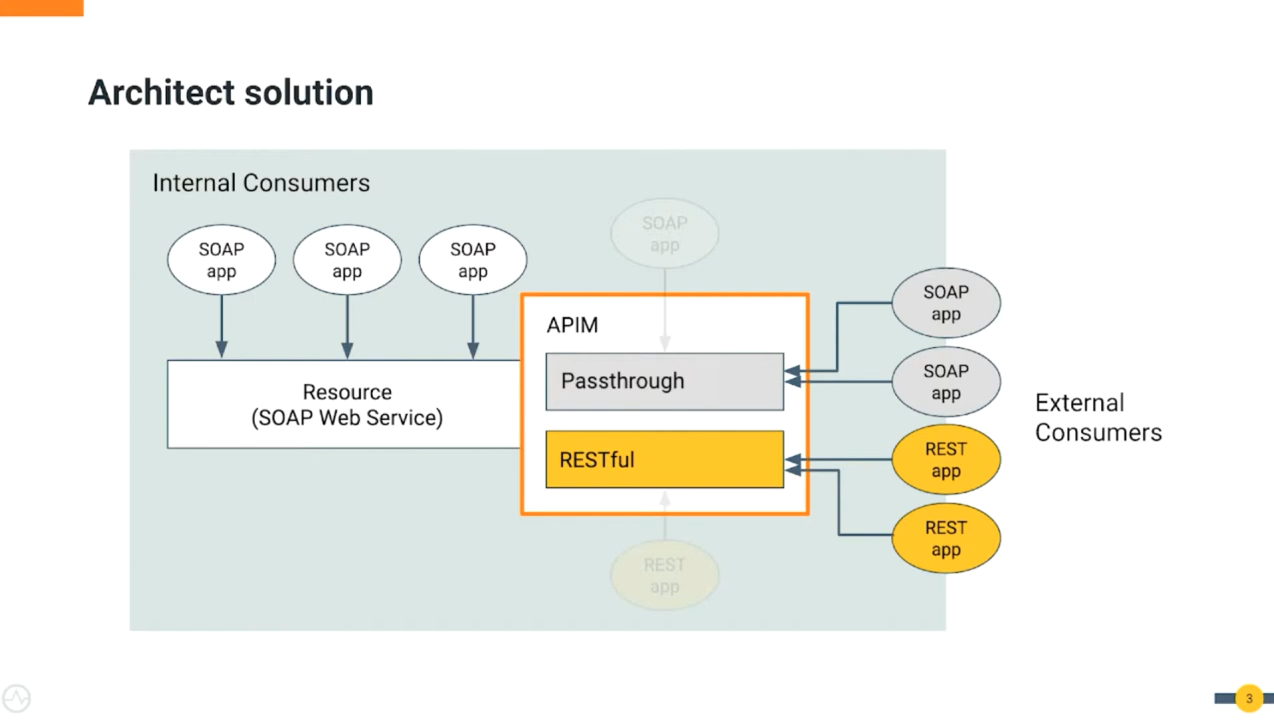 Architect solution
Internal Consumers
SOAP
app
SOAP
app
SOAP
app
SOAP
app
Resource
(SOAP Web Service)
APIM
Passthrough
RESTful
REST
app
SOAP
app
SOAP
app
REST
app
REST
app
External
Consumers
3